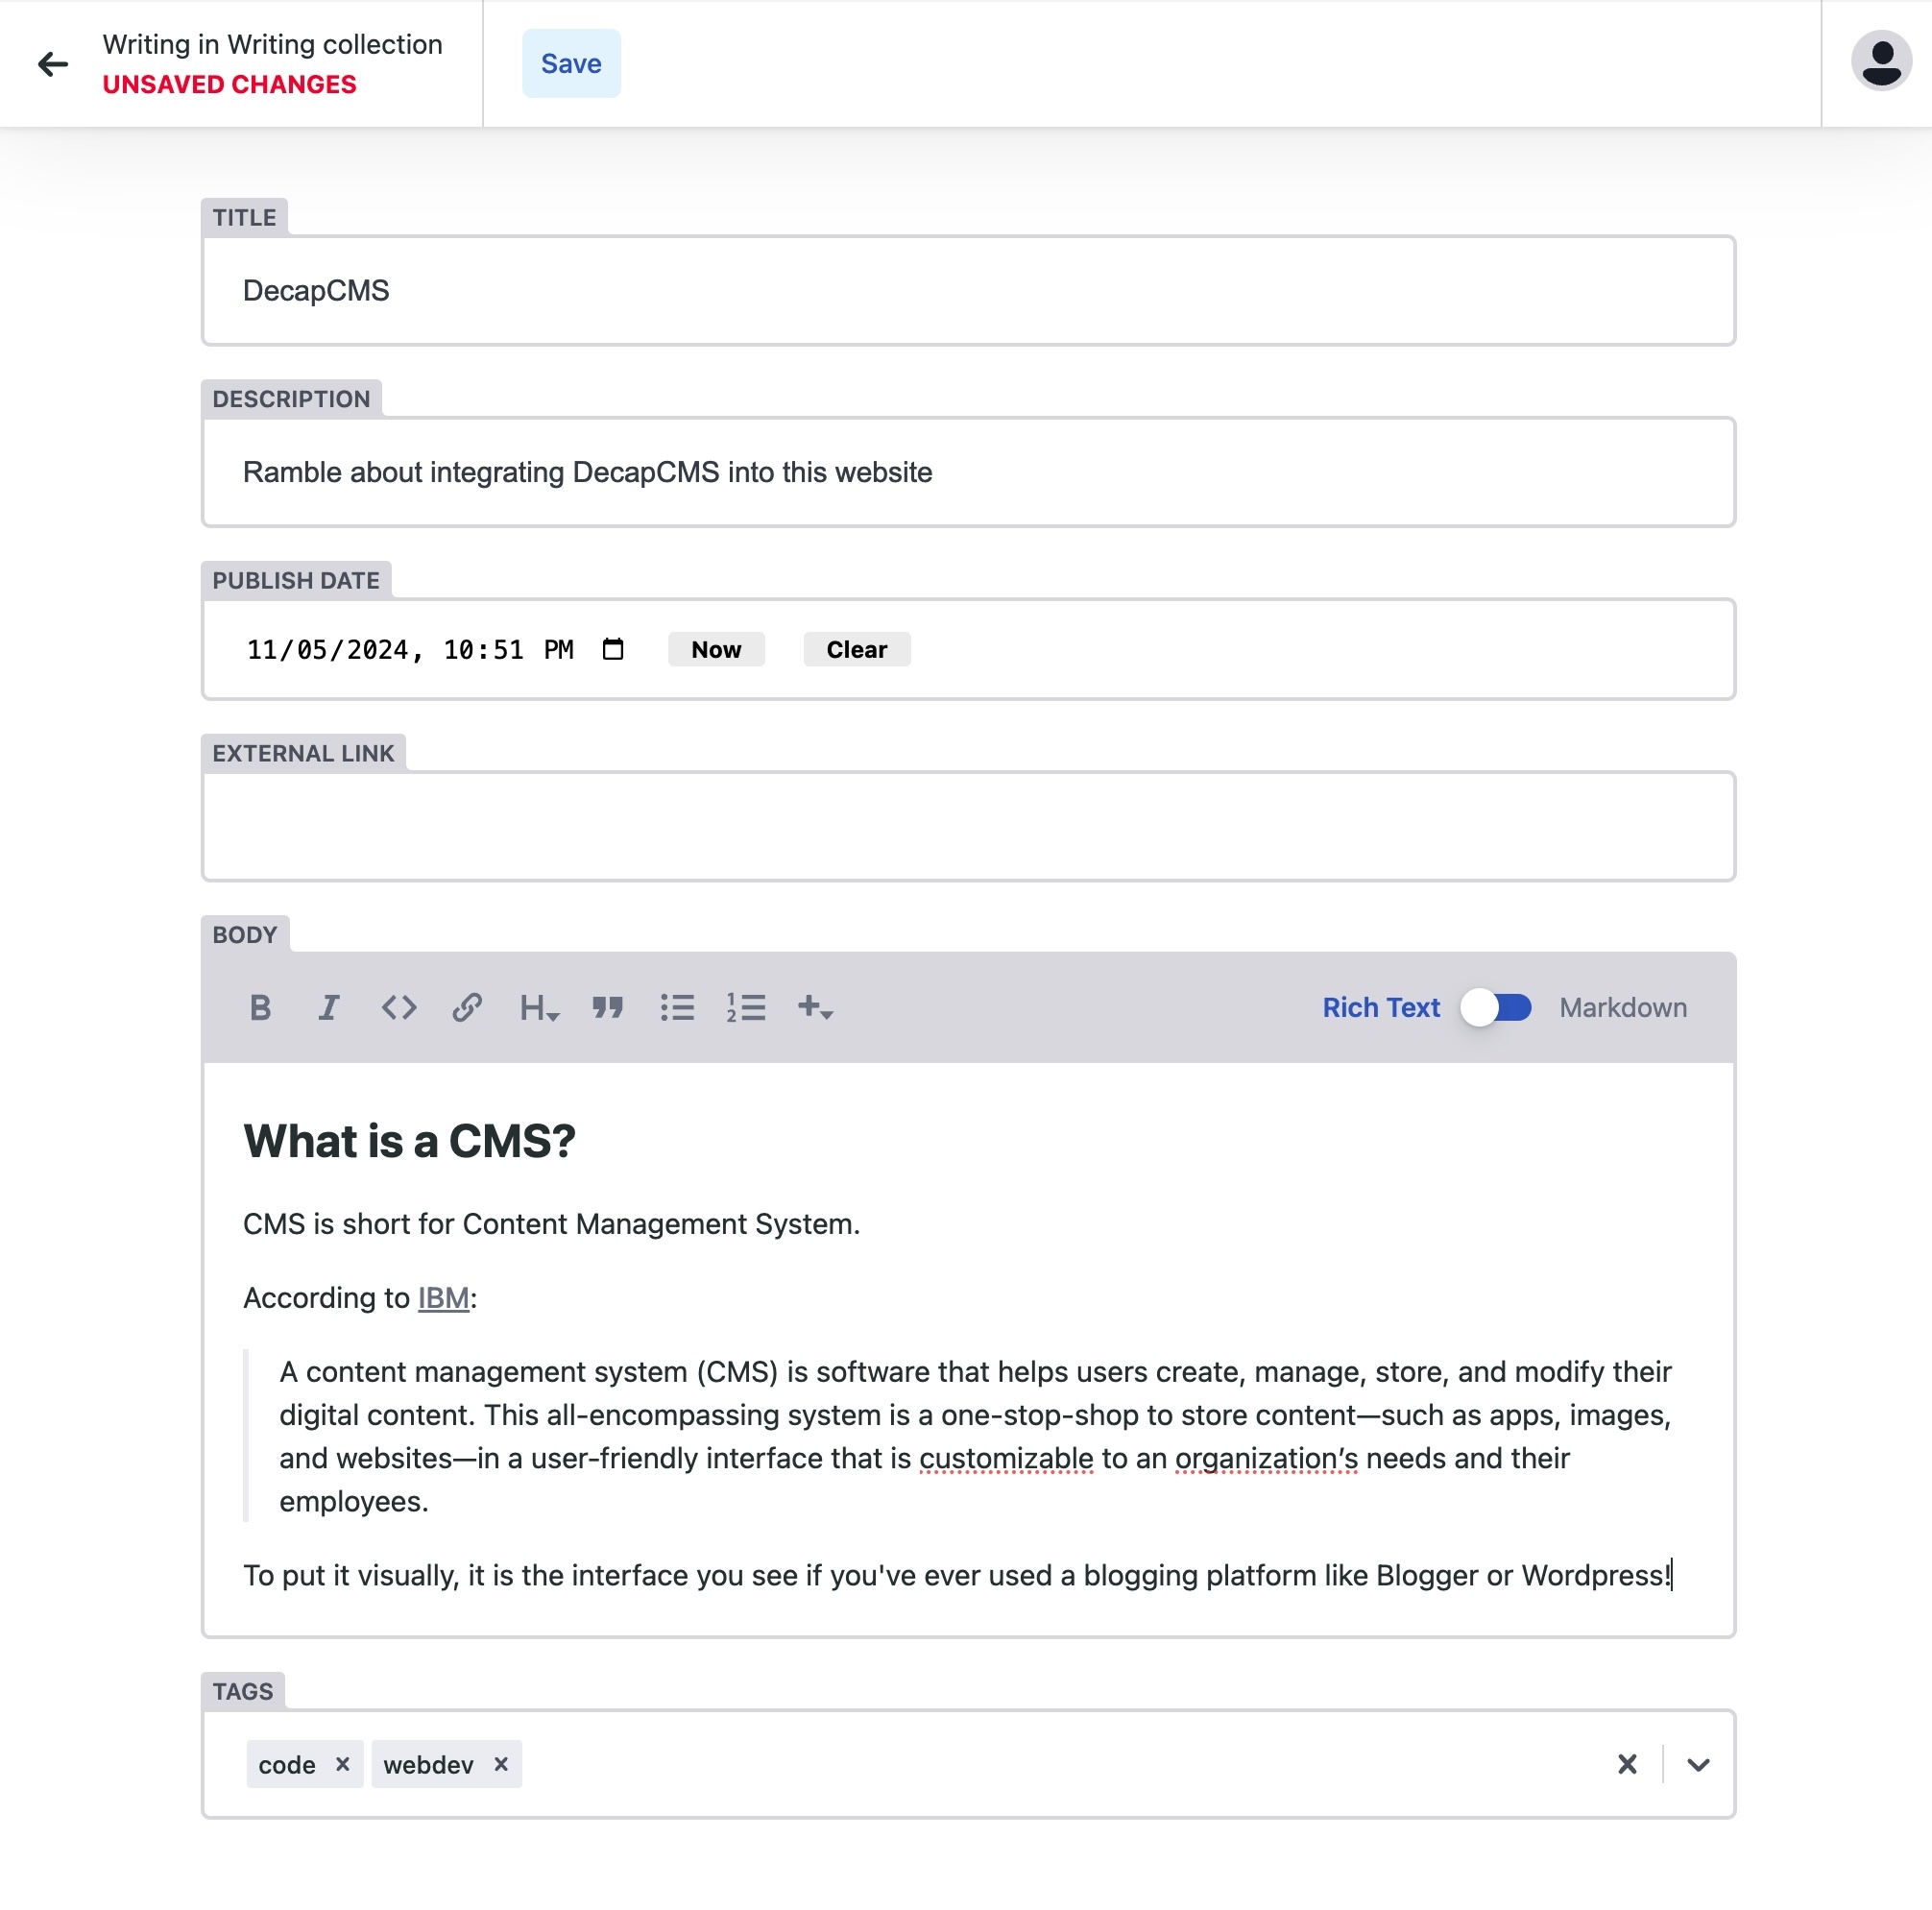 Writing in Writing collection
UNSAVED CHANGES
Save
TITLE
DecapCMS
DESCRIPTION
Ramble about integrating DecapCMS into this website
PUBLISH DATE
11/05/2024, 10:51 PM
Now
Clear
EXTERNAL LINK
BODY
Rich Text
Markdown
What is a CMS?
CMS is short for Content Management System.
According to IBM:
A content management system (CMS) is software that helps users create, manage, store, and modify their
digital content. This all-encompassing system is a one-stop-shop to store content—such as apps, images,
and websites—in a user-friendly interface that is customizable to an organization’s needs and their
employees.
To put it visually, it is the interface you see if you've ever used a blogging platform like Blogger or Wordpress!
TAGS
code
webdev